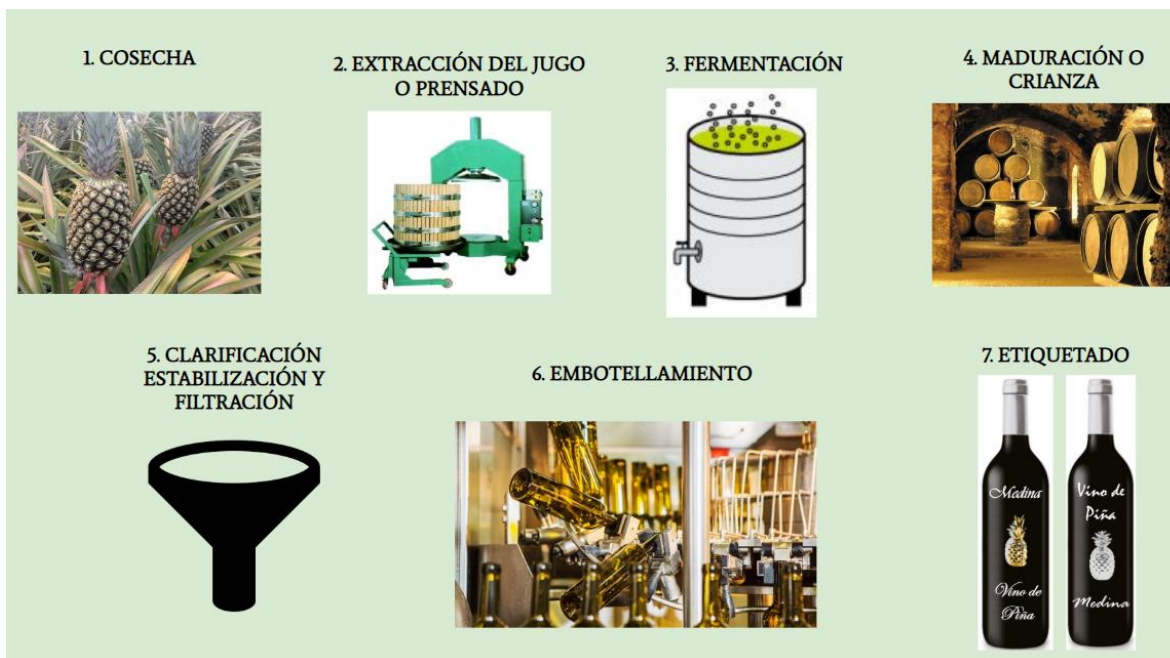 1. COSECHA
2. EXTRACCIÓN DEL JUGO
O PRENSADO
3. FERMENTACIÓN
4. MADURACIÓN O
CRIANZA
5. CLARIFICACIÓN
ESTABILIZACIÓN Y
FILTRACIÓN
6. EMBOTELLAMIENTO
7. ETIQUETADO
Medina
Vino de
Piña
Vino de
Piña
Medina